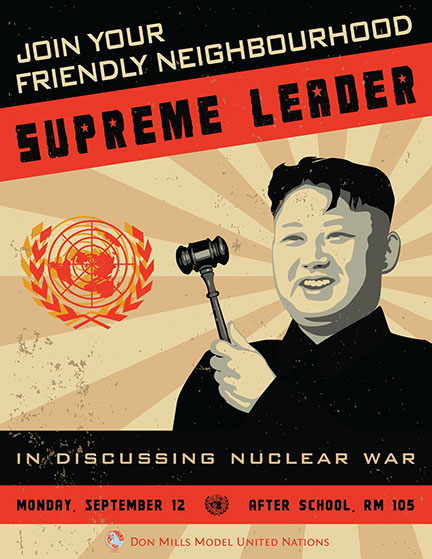 JOIN YOUR
FRIENDLY NEIGHBOURHOOD
SUPREME LEADER
IN DISCUSSING NUCLEAR WAR
MONDAY, SEPTEMBER 12 AFTER SCHOOL, RM 105
DON MILLS MODEL UNITED NATIONS